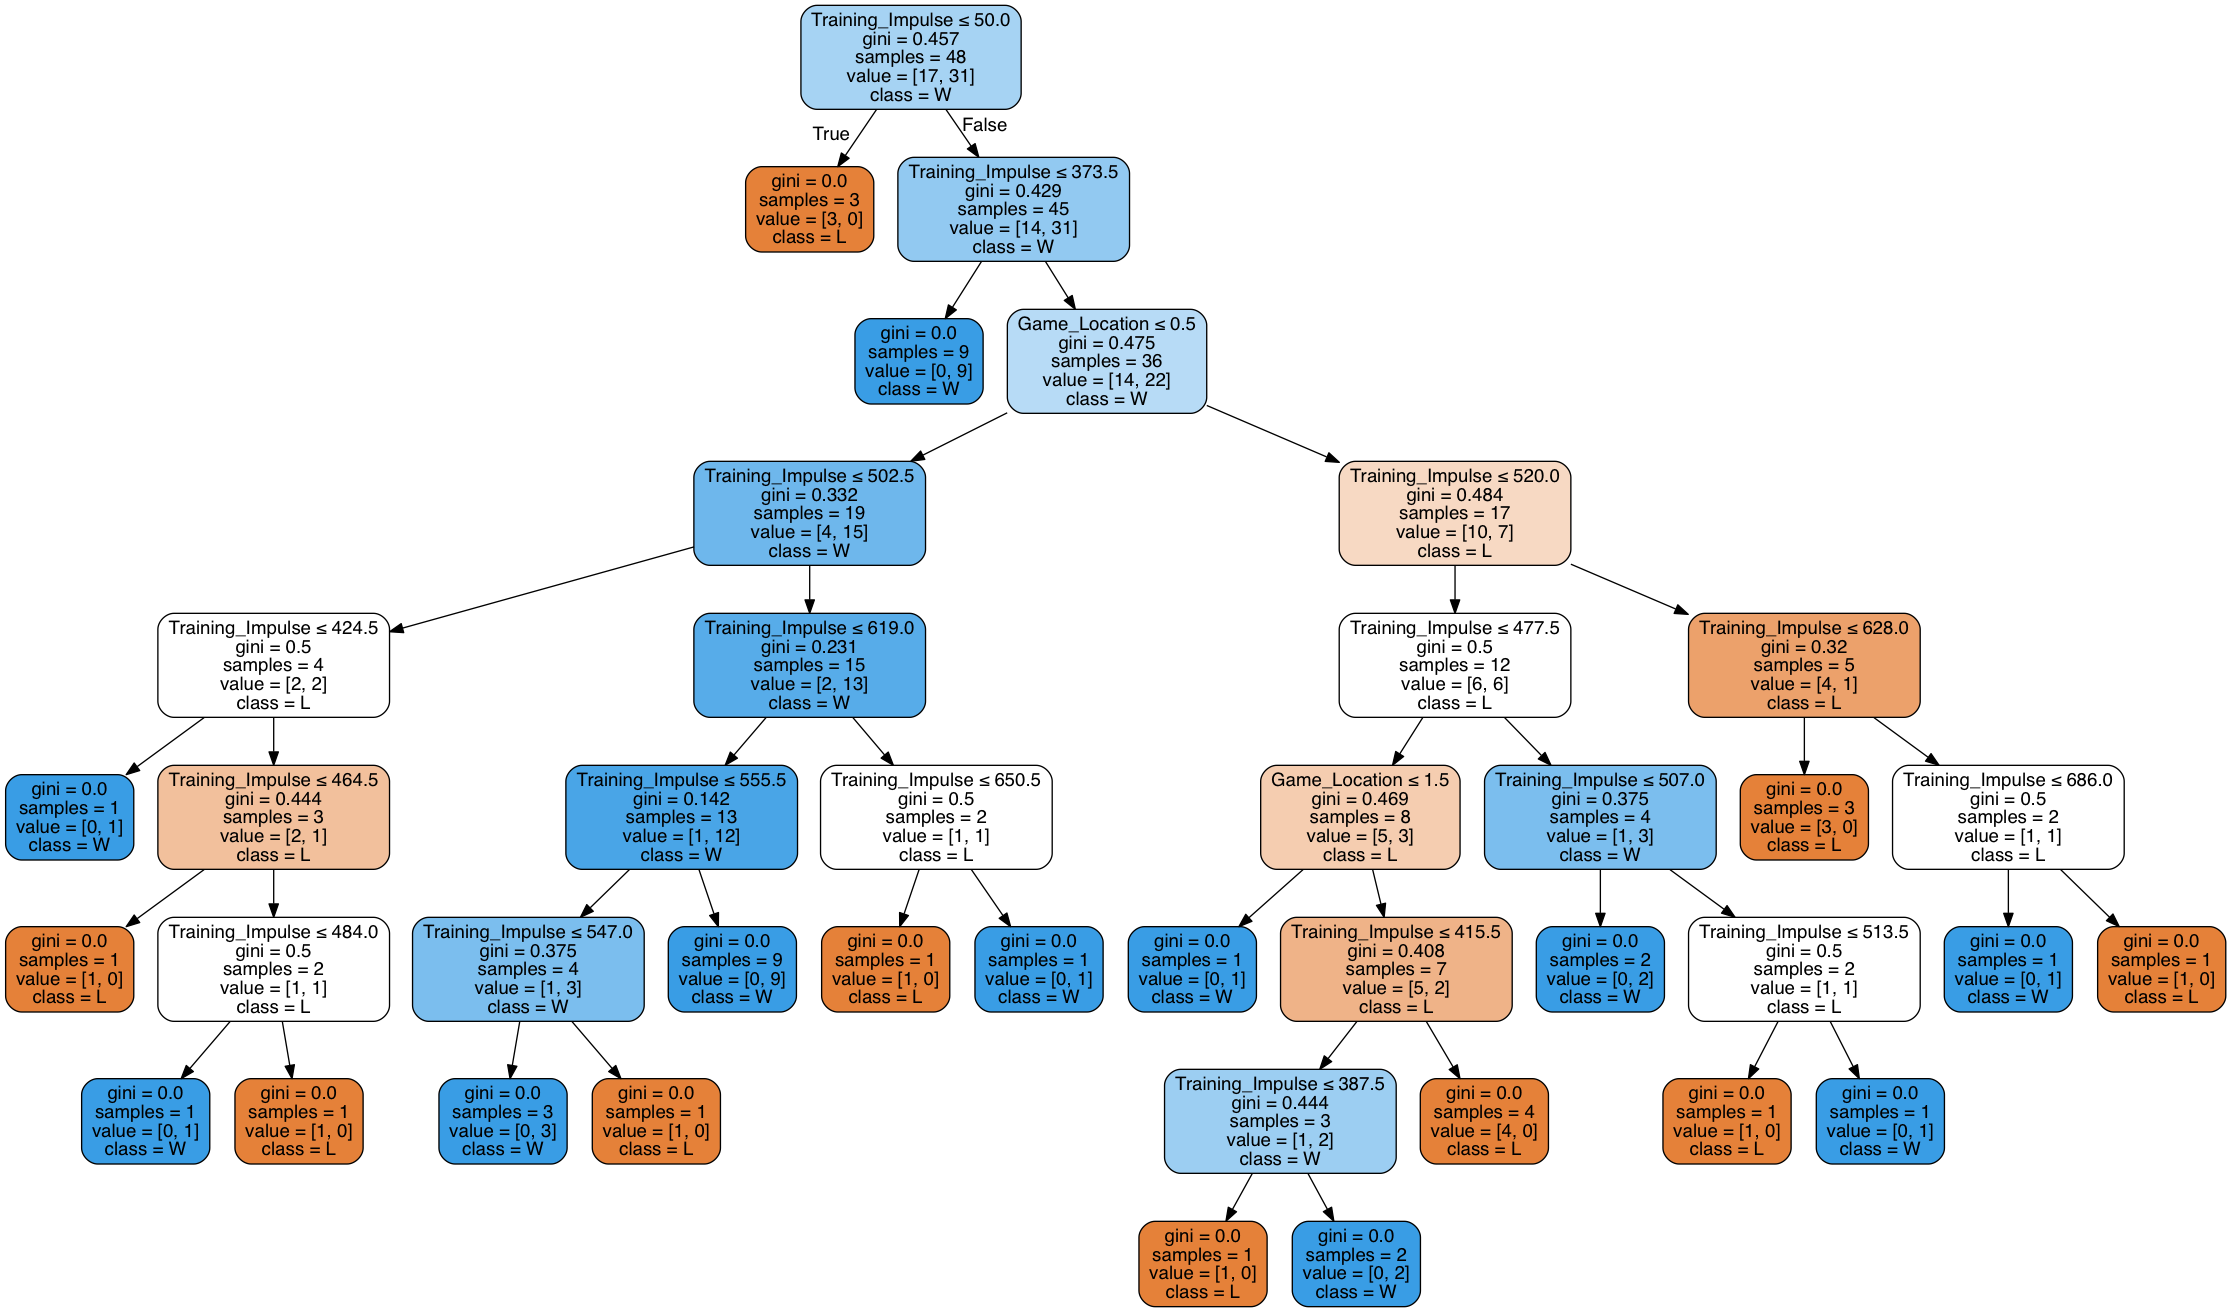 Training_Impulse ≤ 50.0
gini = 0.457
samples = 48
value = [17, 31]
class = W
True
False
gini = 0.0
samples = 3
value = [3, 0]
class = L
Training_Impulse ≤ 373.5
gini = 0.429
samples = 45
value = [14, 31]
class = W
gini = 0.0
samples = 9
value = [0, 9]
class = W
Game_Location ≤ 0.5
gini = 0.475
samples = 36
value = [14, 22]
class = W
Training_Impulse ≤ 502.5
gini = 0.332
samples = 19
value = [4, 15]
class = W
Training_Impulse ≤ 520.0
gini = 0.484
samples = 17
value = [10, 7]
class = L
Training_Impulse ≤ 424.5
gini = 0.5
samples = 4
value = [2, 2]
class = L
Training_Impulse ≤ 619.0
gini = 0.231
samples = 15
value = [2, 13]
class = W
Training_Impulse ≤ 477.5
gini = 0.5
samples = 12
value = [6, 6]
class = L
Training_Impulse ≤ 628.0
gini = 0.32
samples = 5
value = [4, 1]
class = L
gini = 0.0
samples = 1
value = [0, 1]
class = W
Training_Impulse ≤ 464.5
gini = 0.444
samples = 3
value = [2, 1]
class = L
Training_Impulse ≤ 555.5
gini = 0.142
samples = 13
value = [1, 12]
class = W
Training_Impulse ≤ 650.5
gini = 0.5
samples = 2
value = [1, 1]
class = L
Game_Location ≤ 1.5
gini = 0.469
samples = 8
value = [5, 3]
class = L
Training_Impulse ≤ 507.0
gini = 0.375
samples = 4
value = [1, 3]
class = W
gini = 0.0
samples = 3
value = [3, 0]
class = L
Training_Impulse ≤ 686.0
gini = 0.5
samples = 2
value = [1, 1]
class = L
gini = 0.0
samples = 1
value = [1, 0]
class = L
Training_Impulse ≤ 484.0
gini = 0.5
samples = 2
value = [1, 1]
class = L
Training_Impulse ≤ 547.0
gini = 0.375
samples = 4
value = [1, 3]
class = W
gini = 0.0
samples = 9
value = [0, 9]
class = W
gini = 0.0
samples = 1
value = [1, 0]
class = L
gini = 0.0
samples = 1
value = [0, 1]
class = W
gini = 0.0
samples = 1
value = [0, 1]
class = W
Training_Impulse ≤ 415.5
gini = 0.408
samples = 7
value = [5, 2]
class = L
gini = 0.0
samples = 2
value = [0, 2]
class = W
Training_Impulse ≤ 513.5
gini = 0.5
samples = 2
value = [1, 1]
class = L
gini = 0.0
samples = 1
value = [0, 1]
class = W
gini = 0.0
samples = 1
value = [1, 0]
class = L
gini = 0.0
samples = 1
value = [0, 1]
class = W
gini = 0.0
samples = 1
value = [1, 0]
class = L
gini = 0.0
samples = 3
value = [0, 3]
class = W
gini = 0.0
samples = 1
value = [1, 0]
class = L
Training_Impulse ≤ 387.5
gini = 0.444
samples = 3
value = [1, 2]
class = W
gini = 0.0
samples = 4
value = [4, 0]
class = L
gini = 0.0
samples = 1
value = [1, 0]
class = L
gini = 0.0
samples = 1
value = [0, 1]
class = W
gini = 0.0
samples = 1
value = [1, 0]
class = L
gini = 0.0
samples = 2
value = [0, 2]
class = W